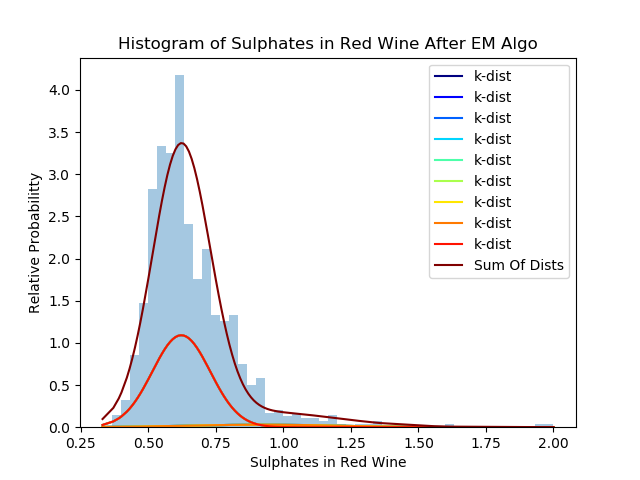 Histogram of Sulphates in Red Wine After EM Algo
Relative Probabilitty
4.0
3.5
3.0
2.5
2.0
1.5
1.0
0.5
0.0
k-dist
k-dist
k-dist
k-dist
k-dist
k-dist
k-dist
k-dist
k-dist
Sum Of Dists
0.25 0.50 0.75 1.00 1.25 1.50 1.75 2.00
Sulphates in Red Wine